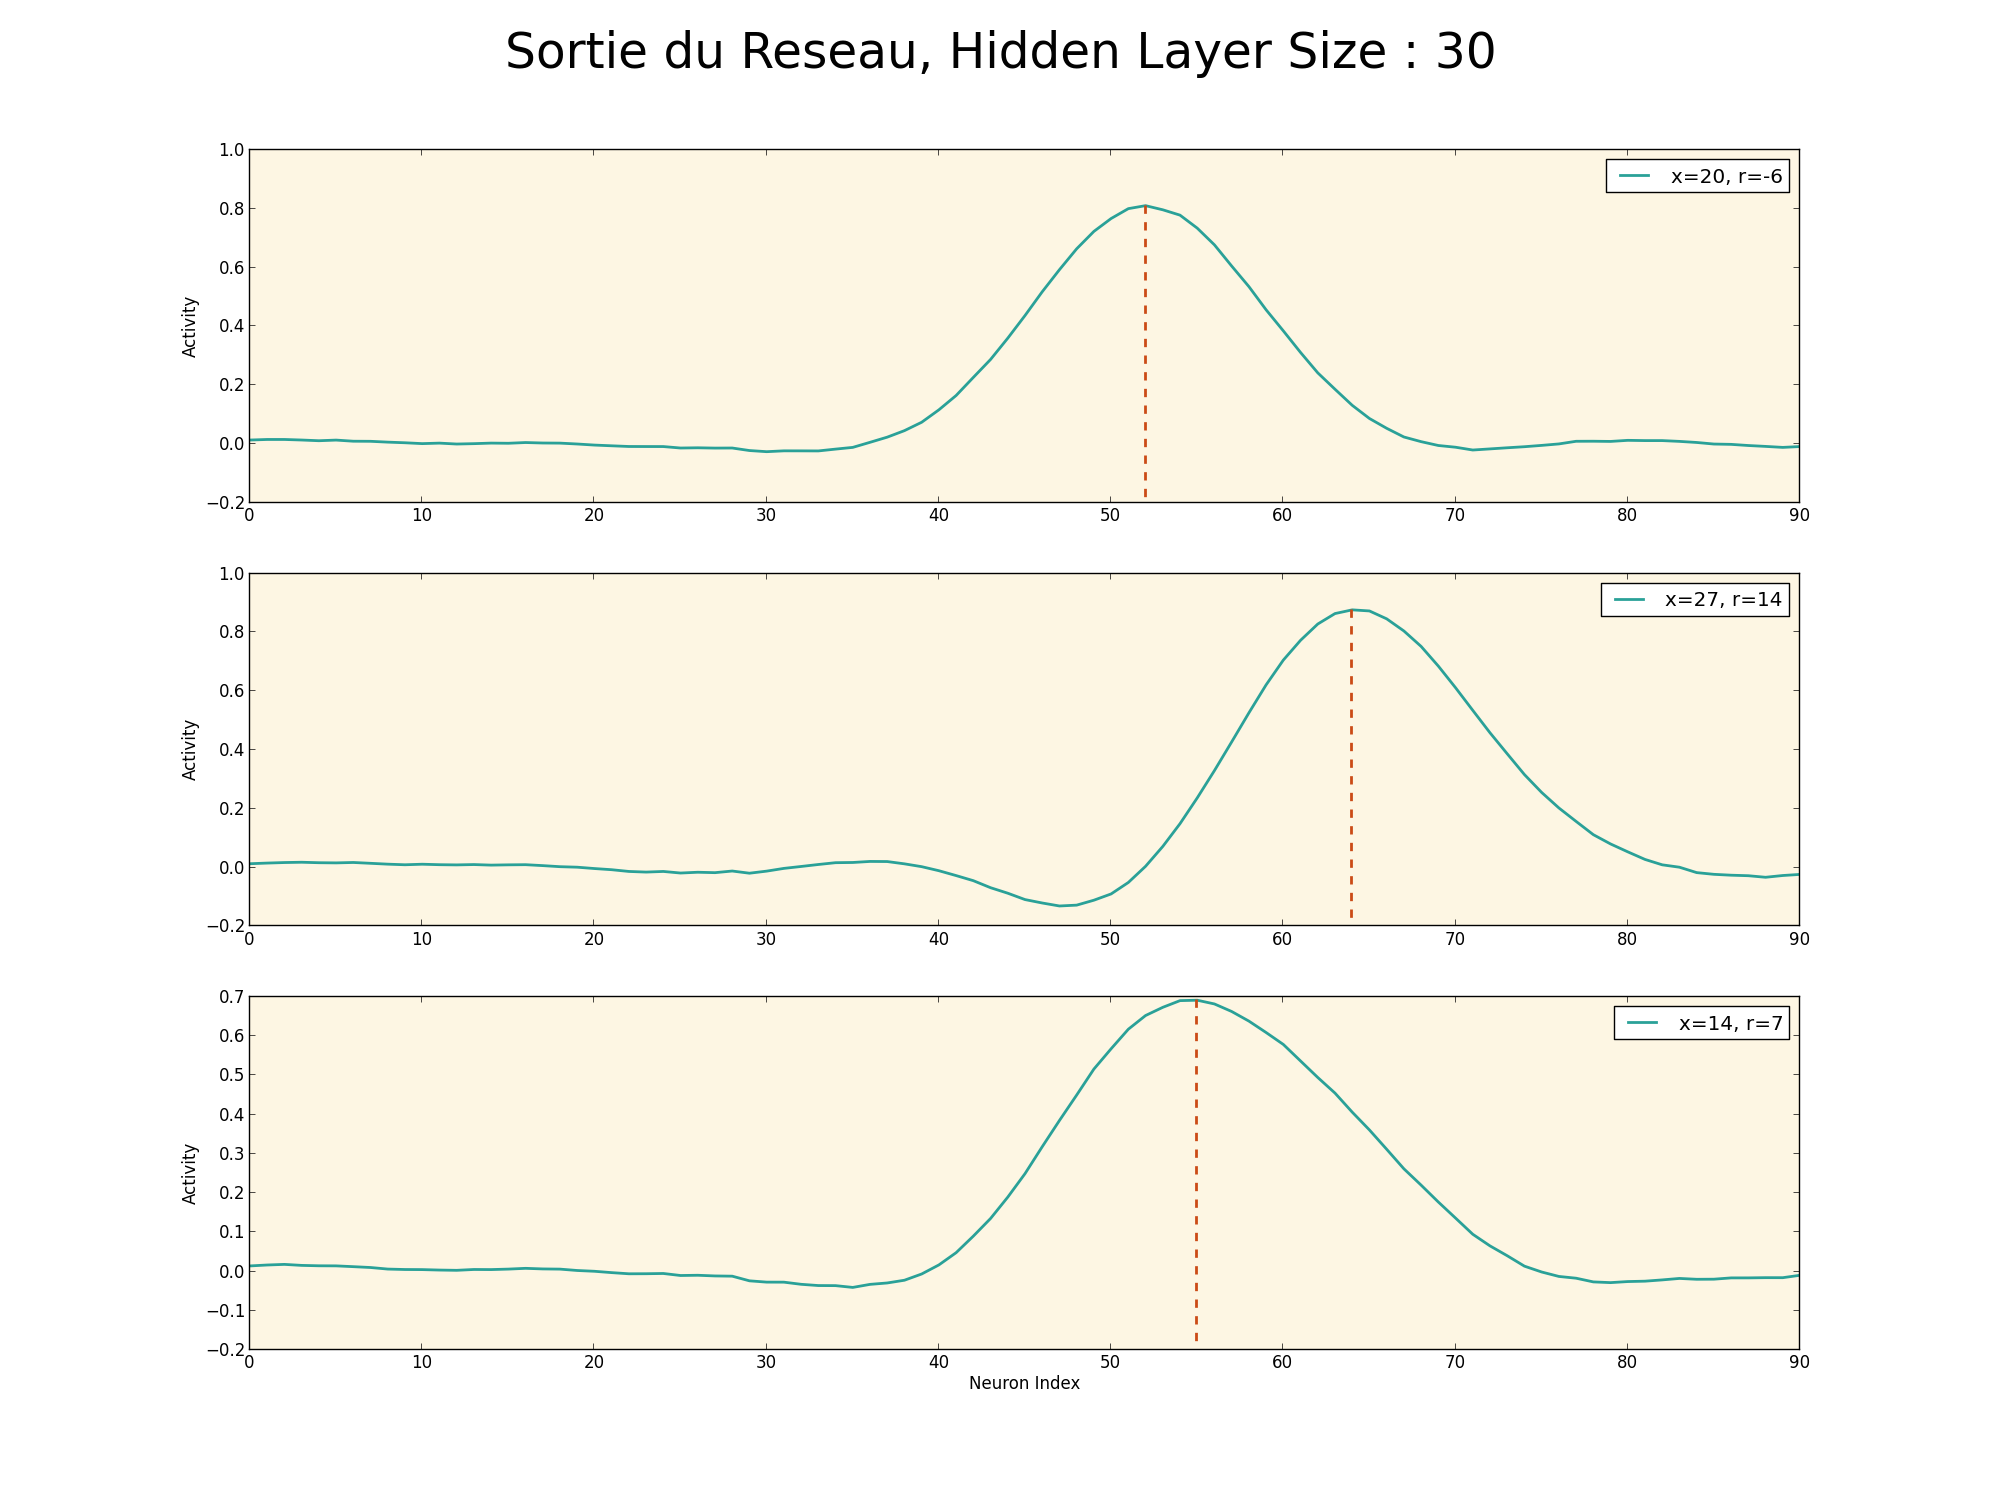 Sortie du Reseau, Hidden Layer Size : 30
1.0
0.8
0.6
0.4
0.2
0.0
−0.2
Activity
x=20, r=-6
0 10 20 30 40 50 60 70 80 90
1.0
0.8
0.6
0.4
0.2
0.0
−0.2
Activity
x=27, r=14
0 10 20 30 40 50 60 70 80 90
0.7
0.6
0.5
0.4
0.3
0.2
0.1
0.0
−0.1
−0.2
Activity
x=14, r=7
0 10 20 30 40 50 60 70 80 90
Neuron Index